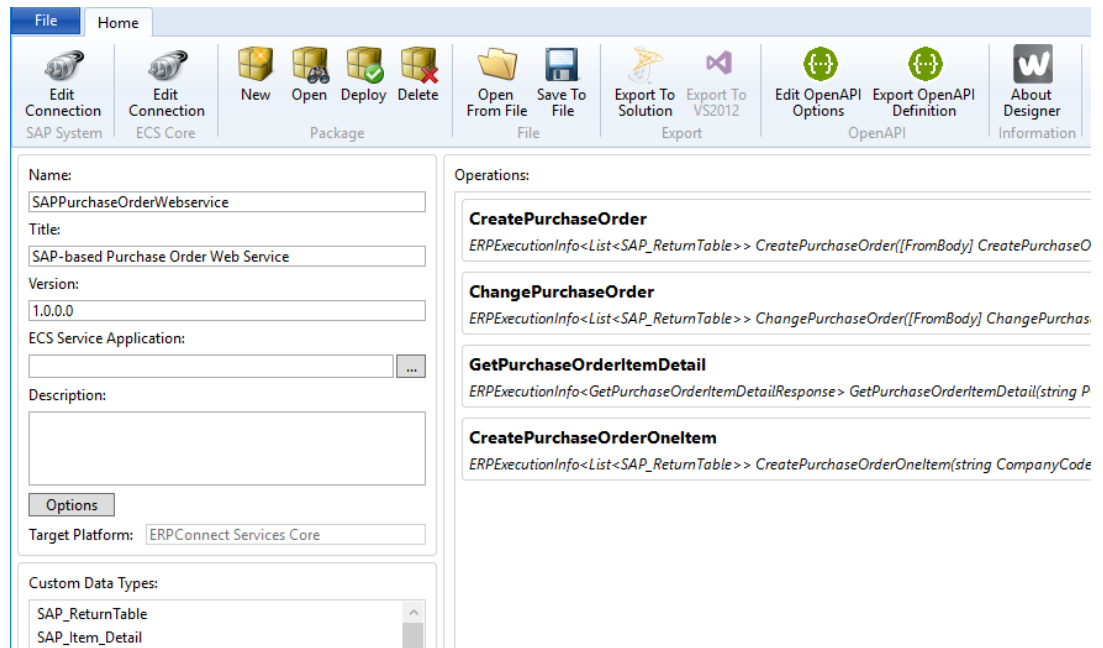 File Home
Edit Connection
Edit Connection
New
Open
Deploy
Delete
Open From File
Save To File
Export To Solution
Export To VS2012
Edit OpenAPI Options
Export OpenAPI Definition
About Designer
SAP System
ECS Core
Package
File
Export
OpenAPI
Information
Name:
SAPPurchaseOrderWebservice
Title:
SAP-based Purchase Order Web Service
Version:
1.0.0.0
ECS Service Application:
...
Description:
Options
Target Platform: ERPConnect Services Core
Custom Data Types:
SAP_ReturnTable
SAP_Item_Detail
Operations:
CreatePurchaseOrder
ERPExecutionInfo<List<SAP_ReturnTable>> CreatePurchaseOrder([FromBody] CreatePurchaseO
ChangePurchaseOrder
ERPExecutionInfo<List<SAP_ReturnTable>> ChangePurchaseOrder([FromBody] ChangePurchas
GetPurchaseOrderItemDetail
ERPExecutionInfo<GetPurchaseOrderItemDetailResponse> GetPurchaseOrderItemDetail(string P
CreatePurchaseOrderOneItem
ERPExecutionInfo<List<SAP_ReturnTable>> CreatePurchaseOrderOneItem(string CompanyCode